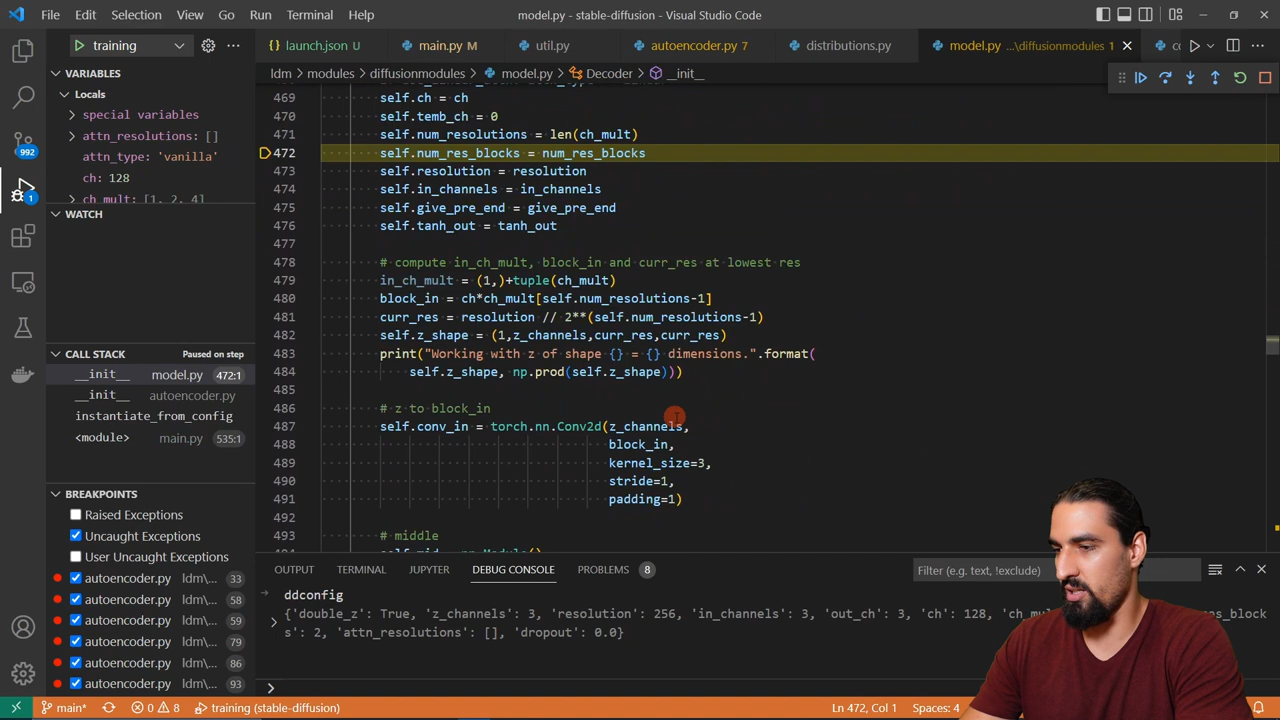 File Edit Selection View Go Run Terminal Help
model.py - stable-diffusion - Visual Studio Code
training
launch.json U
main.py M
util.py
autoencoder.py 7
distributions.py
model.py ...\diffusionmodules 1
ldm > modules > diffusionmodules > model.py > Decoder > __init__
VARIABLES
Locals
special variables
attn_resolutions: []
attn_type: 'vanilla'
ch: 128
ch_mult: [1, 2, 4]
WATCH
CALL STACK Paused on step
__init__ model.py 472:1
__init__ autoencoder.py
instantiate_from_config
<module> main.py 535:1
BREAKPOINTS
Raised Exceptions
Uncaught Exceptions
User Uncaught Exceptions
autoencoder.py ldm\... 33
autoencoder.py ldm\... 58
autoencoder.py ldm\... 59
autoencoder.py ldm\... 79
autoencoder.py ldm\... 86
autoencoder.py ldm\... 93
992
1
469 self.ch = ch
470 self.temb_ch = 0
471 self.num_resolutions = len(ch_mult)
472 self.num_res_blocks = num_res_blocks
473 self.resolution = resolution
474 self.in_channels = in_channels
475 self.give_pre_end = give_pre_end
476 self.tanh_out = tanh_out
477
478 # compute in_ch_mult, block_in and curr_res at lowest res
479 in_ch_mult = (1,)+tuple(ch_mult)
480 block_in = ch*ch_mult[self.num_resolutions-1]
481 curr_res = resolution // 2**(self.num_resolutions-1)
482 self.z_shape = (1,z_channels,curr_res,curr_res)
483 print("Working with z of shape {} = {} dimensions.".format(
484 self.z_shape, np.prod(self.z_shape)))
485
486 # z to block_in
487 self.conv_in = torch.nn.Conv2d(z_channels,
488 block_in,
489 kernel_size=3,
490 stride=1,
491 padding=1)
492
493 # middle
OUTPUT TERMINAL JUPYTER DEBUG CONSOLE PROBLEMS 8
Filter (e.g. text, !exclude)
ddconfig
{'double_z': True, 'z_channels': 3, 'resolution': 256, 'in_channels': 3, 'out_ch': 3, 'ch': 128,
s': 2, 'attn_resolutions': [], 'dropout': 0.0}
main* 0 8 training (stable-diffusion)
Ln 472, Col 1 Spaces: 4